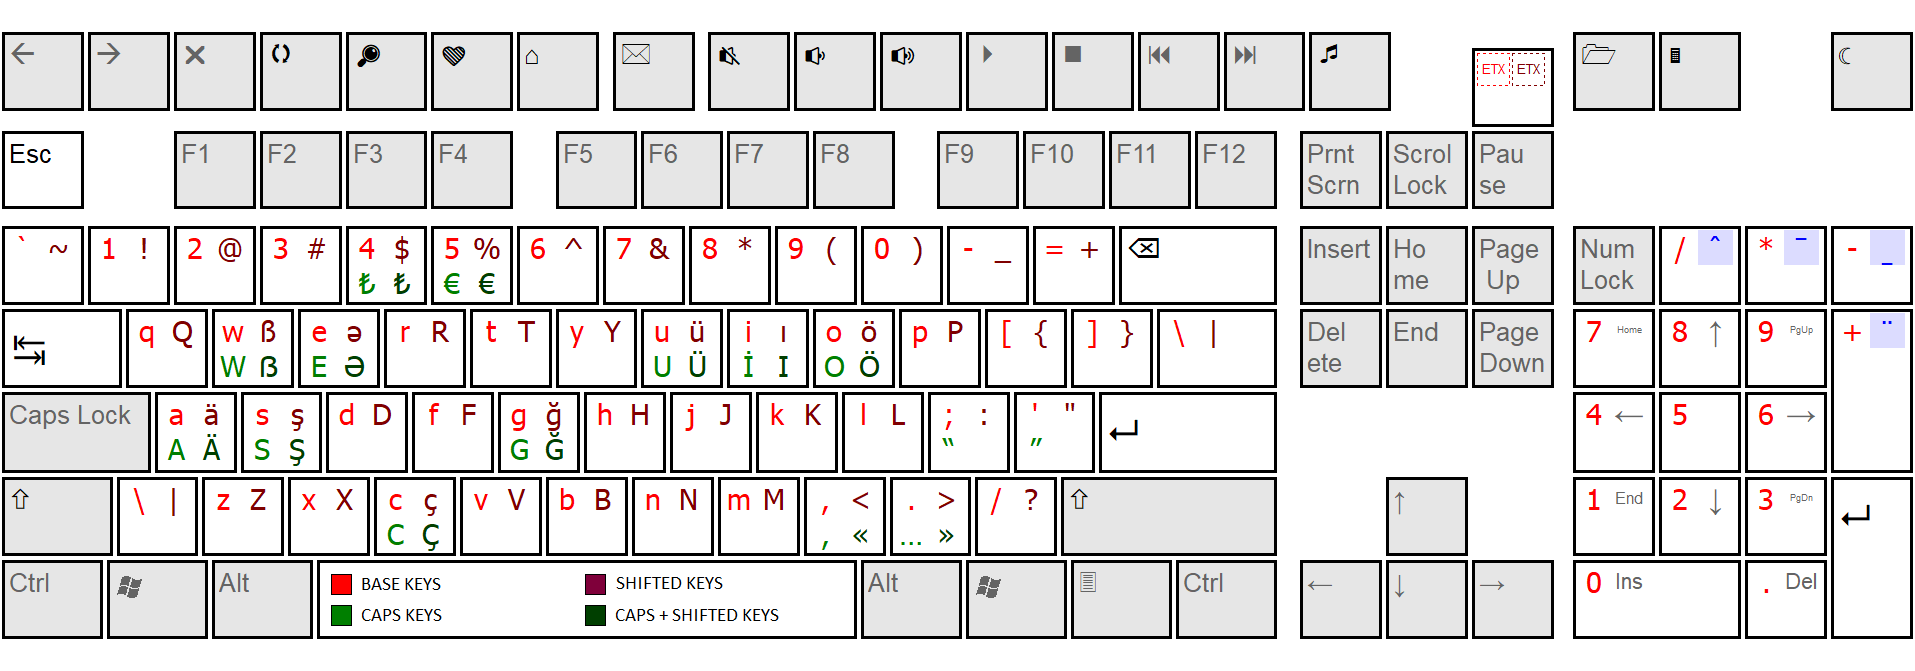 ← → ETX ETX
Esc F1 F2 F3 F4 F5 F6 F7 F8 F9 F10 F11 F12 Prnt Scrn Scrol Lock Pau se
` ~ 1 ! 2 @ 3 # 4 $ ₺ ₺ 5 % € € 6 ^ 7 & 8 * 9 ( 0 ) - _ = + ⌫ Insert Ho me Page Up Num Lock / ˆ * ¯ - _
q Q w ß W ẞ e ə E Ə r R t T y Y u ü U Ü i ı İ I o ö O Ö p P [ { ] } \ | Del ete End Page Down 7 Home 8 ↑ 9 PgUp + ¨
Caps Lock a ä A Ä s ş S Ş d D f F g ğ G Ğ h H j J k K l L ; : “ ' " ” 4 ← 5 6 →
⇧ \ | z Z x X c ç C Ç v V b B n N m M , < , « . > … » / ? ⇧ ↑ 1 End 2 ↓ 3 PgDn
Ctrl Alt BASE KEYS SHIFTED KEYS Alt Ctrl ← ↓ → 0 Ins . Del
CAPS KEYS CAPS + SHIFTED KEYS